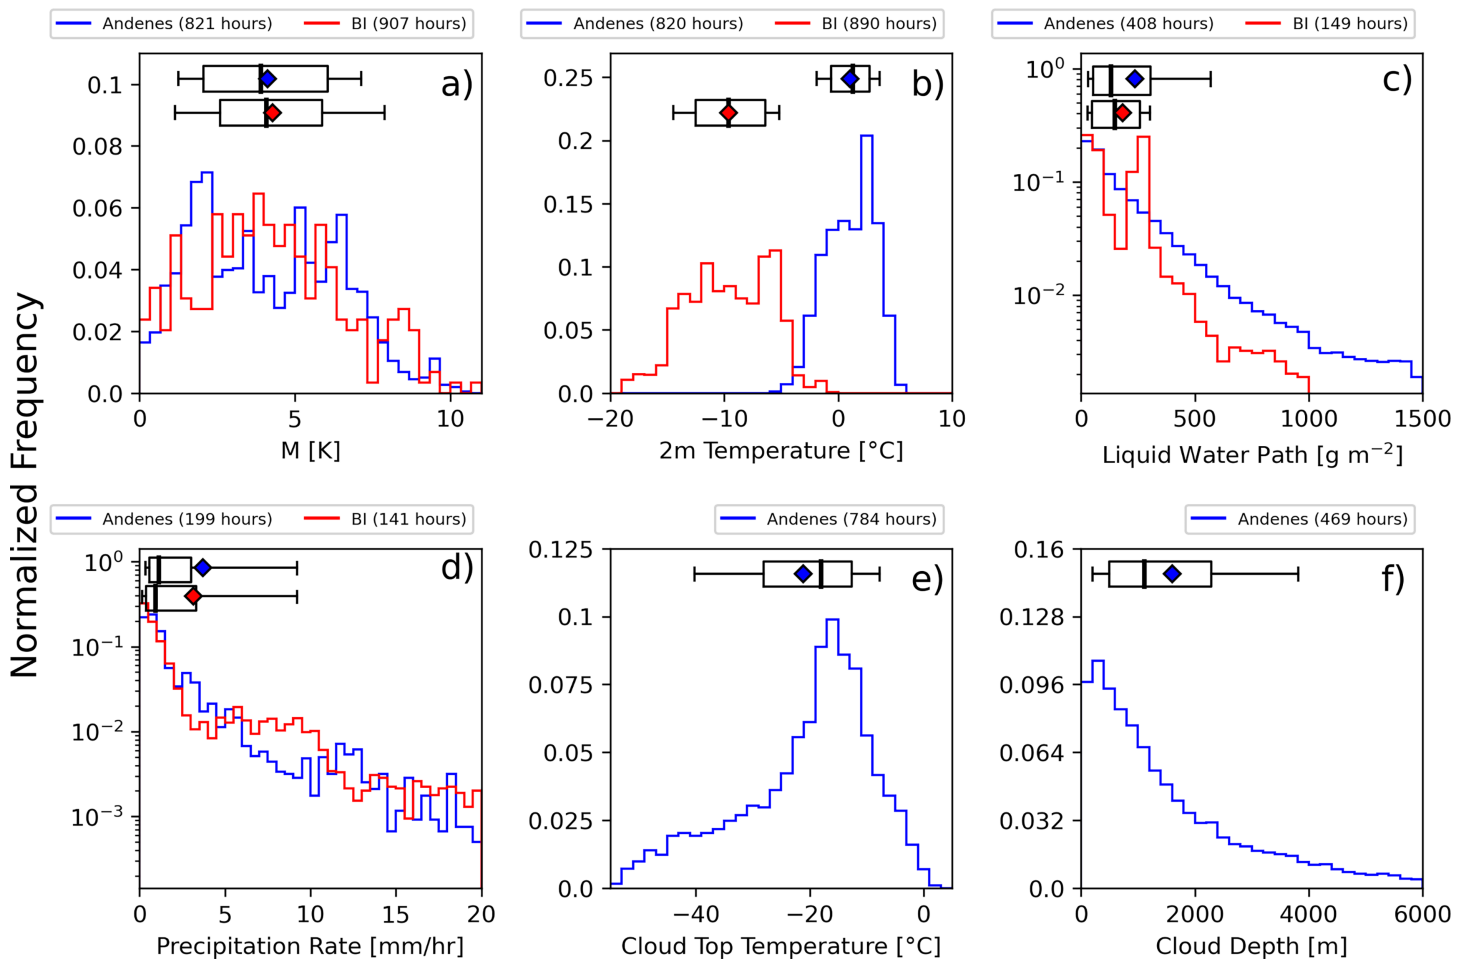 Andenes (821 hours) BI (907 hours)
Andenes (820 hours) BI (890 hours)
Andenes (408 hours) BI (149 hours)
a)
0.1
0.08
0.06
0.04
0.02
0.0
0 5 10
M [K]
b)
0.25
0.2
0.15
0.1
0.05
0.0
−20 −10 0 10
2m Temperature [°C]
c)
10⁰
10⁻¹
10⁻²
0 500 1000 1500
Liquid Water Path [g m⁻²]
Normalized Frequency
Andenes (199 hours) BI (141 hours)
Andenes (784 hours)
Andenes (469 hours)
d)
10⁰
10⁻¹
10⁻²
10⁻³
0 5 10 15 20
Precipitation Rate [mm/hr]
e)
0.125
0.1
0.075
0.05
0.025
0.0
−40 −20 0
Cloud Top Temperature [°C]
f)
0.16
0.128
0.096
0.064
0.032
0.0
0 2000 4000 6000
Cloud Depth [m]